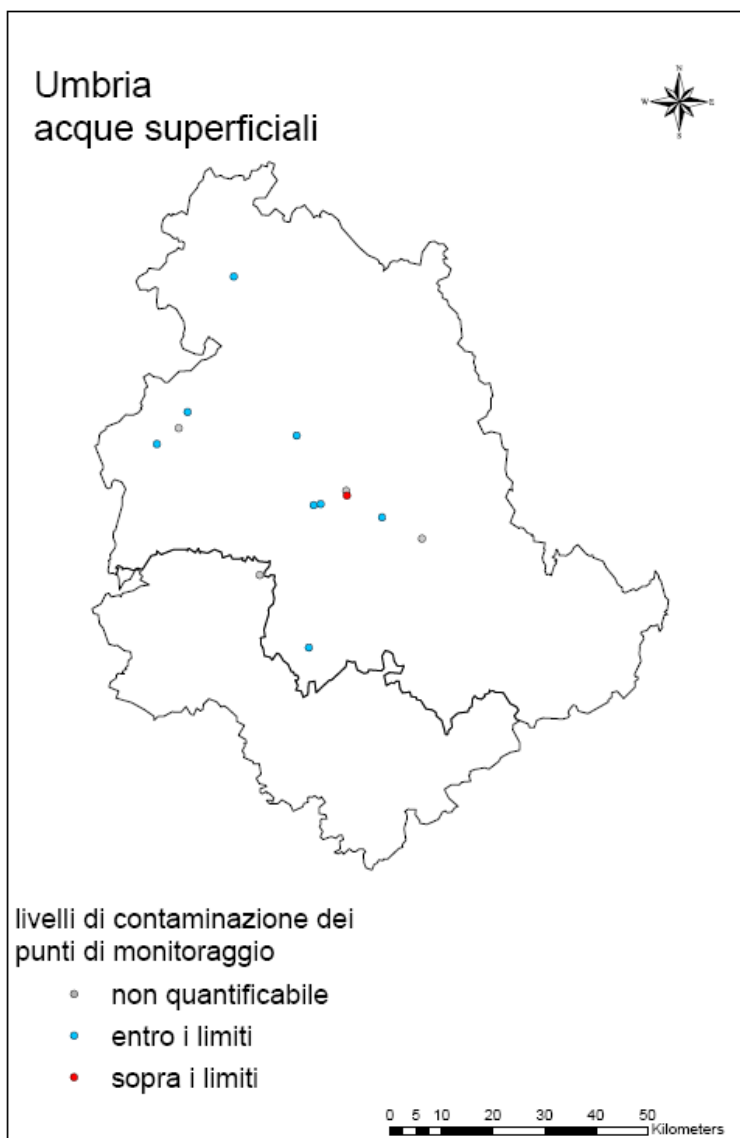 Umbria
acque superficiali
N
W E
S
livelli di contaminazione dei
punti di monitoraggio
non quantificabile
entro i limiti
sopra i limiti
0 5 10 20 30 40 50
Kilometers